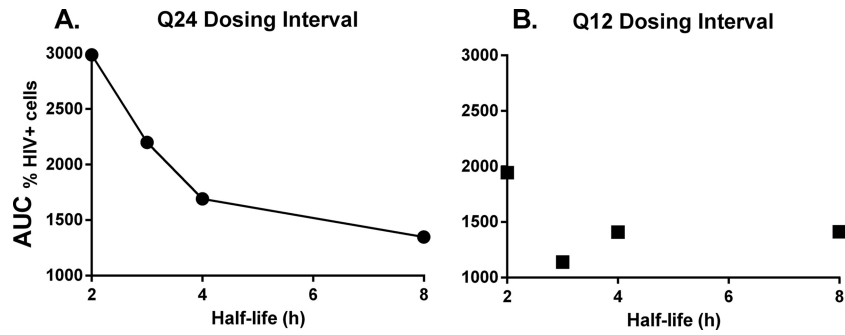 A. Q24 Dosing Interval
3000
2500
2000
1500
1000
AUC % HIV+ cells
2 4 6 8
Half-life (h)
B. Q12 Dosing Interval
3000
2500
2000
1500
1000
2 4 6 8
Half-life (h)